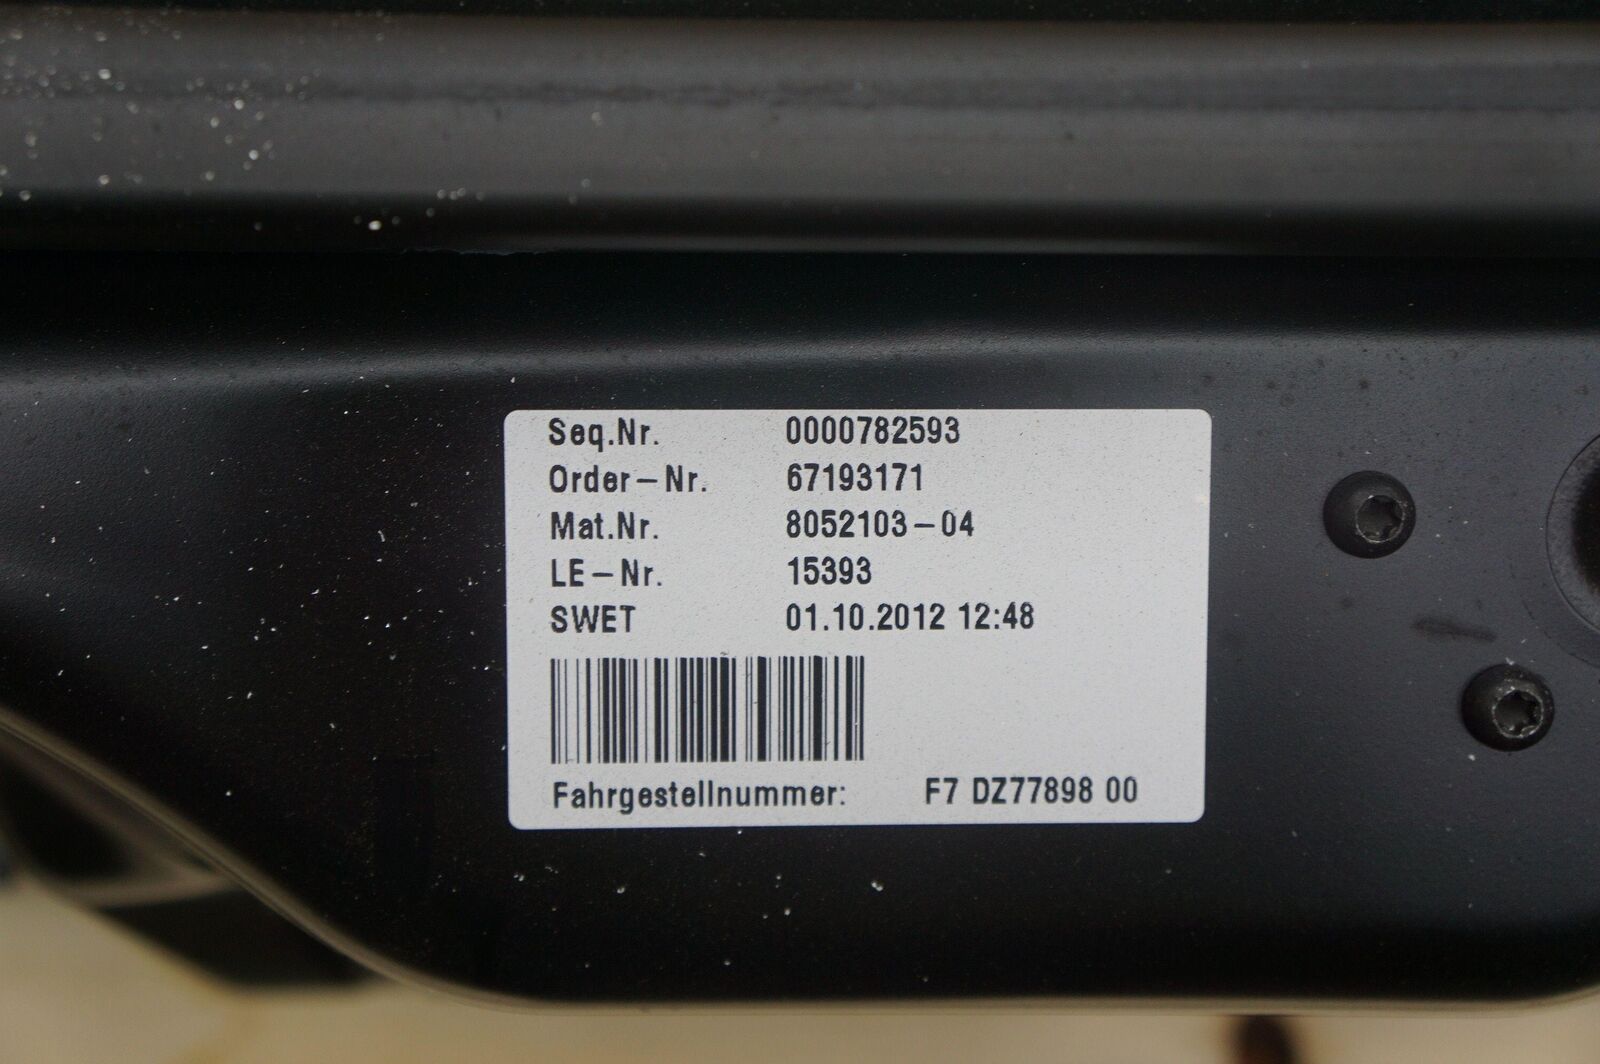 Seq.Nr. 0000782593
Order-Nr. 67193171
Mat.Nr. 8052103-04
LE-Nr. 15393
SWET 01.10.2012 12:48
Fahrgestellnummer: F7 DZ77898 00